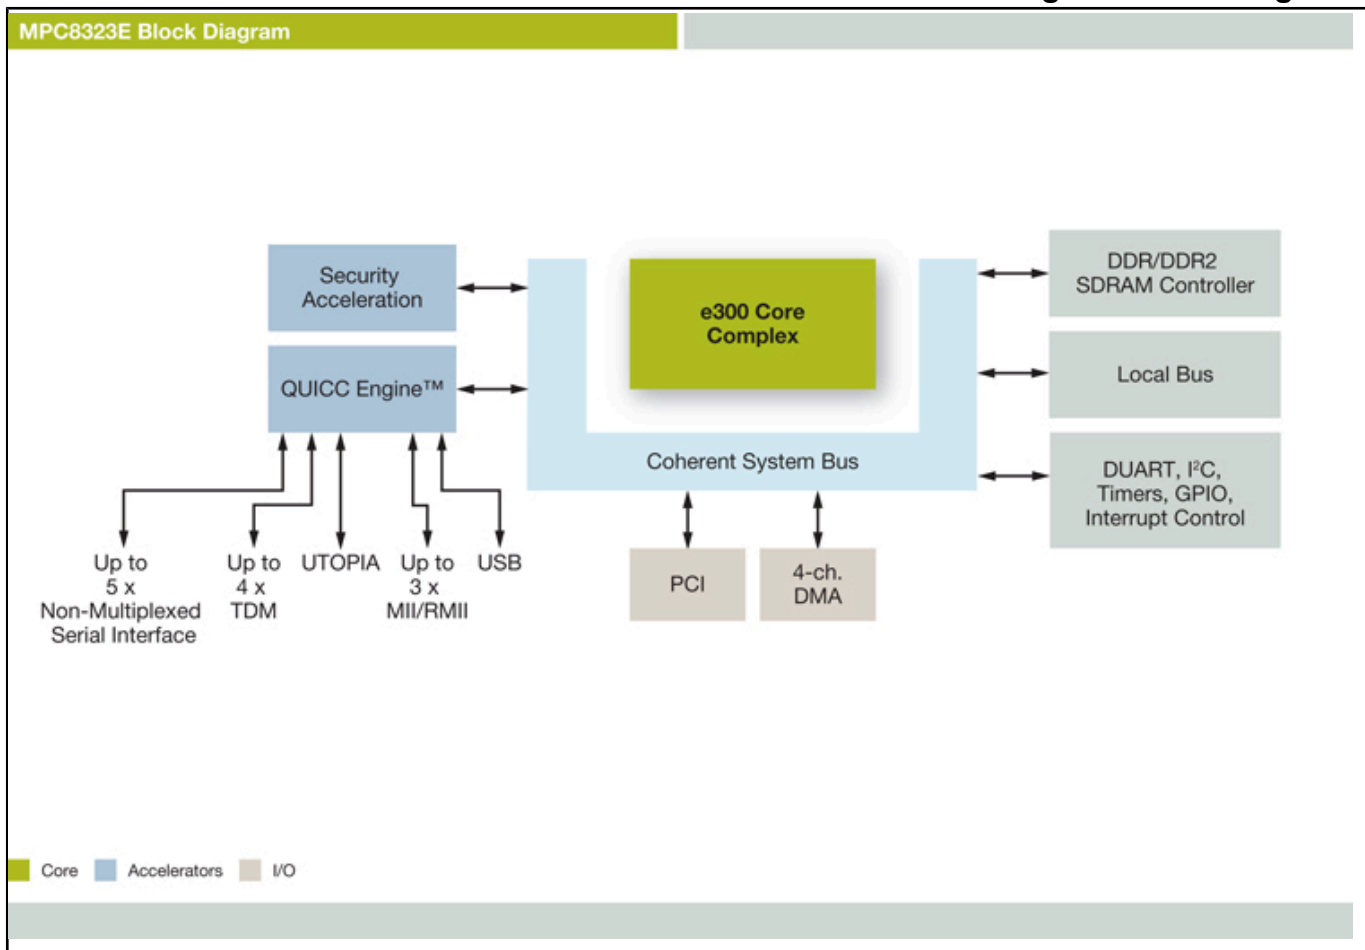 MPC8323E Block Diagram
Security
Acceleration
QUICC Engine™
e300 Core
Complex
Coherent System Bus
DDR/DDR2
SDRAM Controller
Local Bus
DUART, I²C,
Timers, GPIO,
Interrupt Control
PCI
4-ch.
DMA
Up to
5 x
Non-Multiplexed
Serial Interface
Up to
4 x
TDM
UTOPIA
Up to
3 x
MII/RMII
USB
Core
Accelerators
I/O